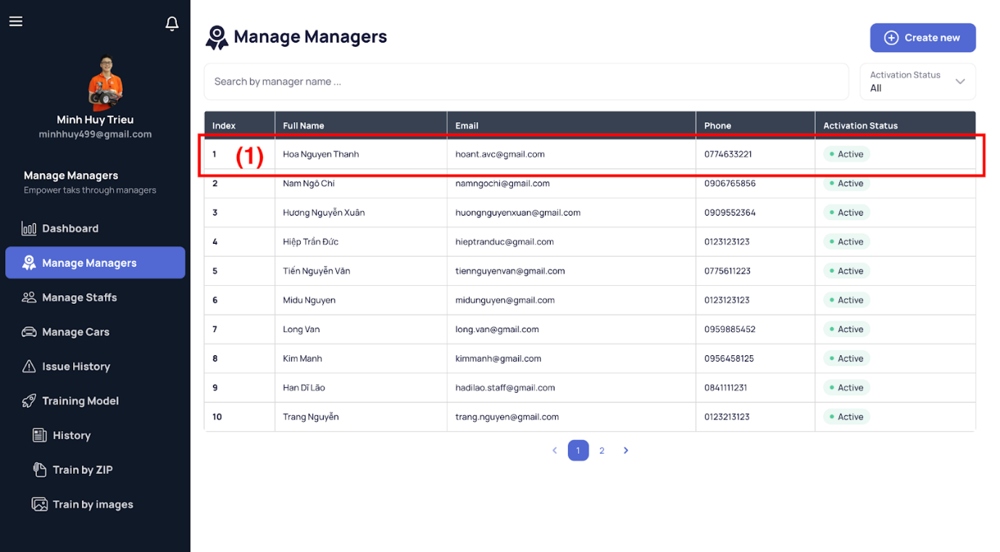 Minh Huy Trieu
minhhuy499@gmail.com
Manage Managers
Empower taks through managers
Dashboard
Manage Managers
Manage Staffs
Manage Cars
Issue History
Training Model
History
Train by ZIP
Train by images
Manage Managers
Create new
Search by manager name ...
Activation Status
All
Index Full Name Email Phone Activation Status
1 (1) Hoa Nguyen Thanh hoant.avc@gmail.com 0774633221 Active
2 Nam Ngô Chí namngochi@gmail.com 0906765856 Active
3 Hương Nguyễn Xuân huongnguyenxuan@gmail.com 0909552364 Active
4 Hiệp Trần Đức hieptranduc@gmail.com 0123123123 Active
5 Tiến Nguyễn Văn tiennguyenvan@gmail.com 0775611223 Active
6 Midu Nguyen midunguyen@gmail.com 0123123123 Active
7 Long Van long.van@gmail.com 0959885452 Active
8 Kim Manh kimmanh@gmail.com 0956458125 Active
9 Han Dĩ Lão hadilao.staff@gmail.com 0841111231 Active
10 Trang Nguyễn trang.nguyen@gmail.com 0123213123 Active
1 2